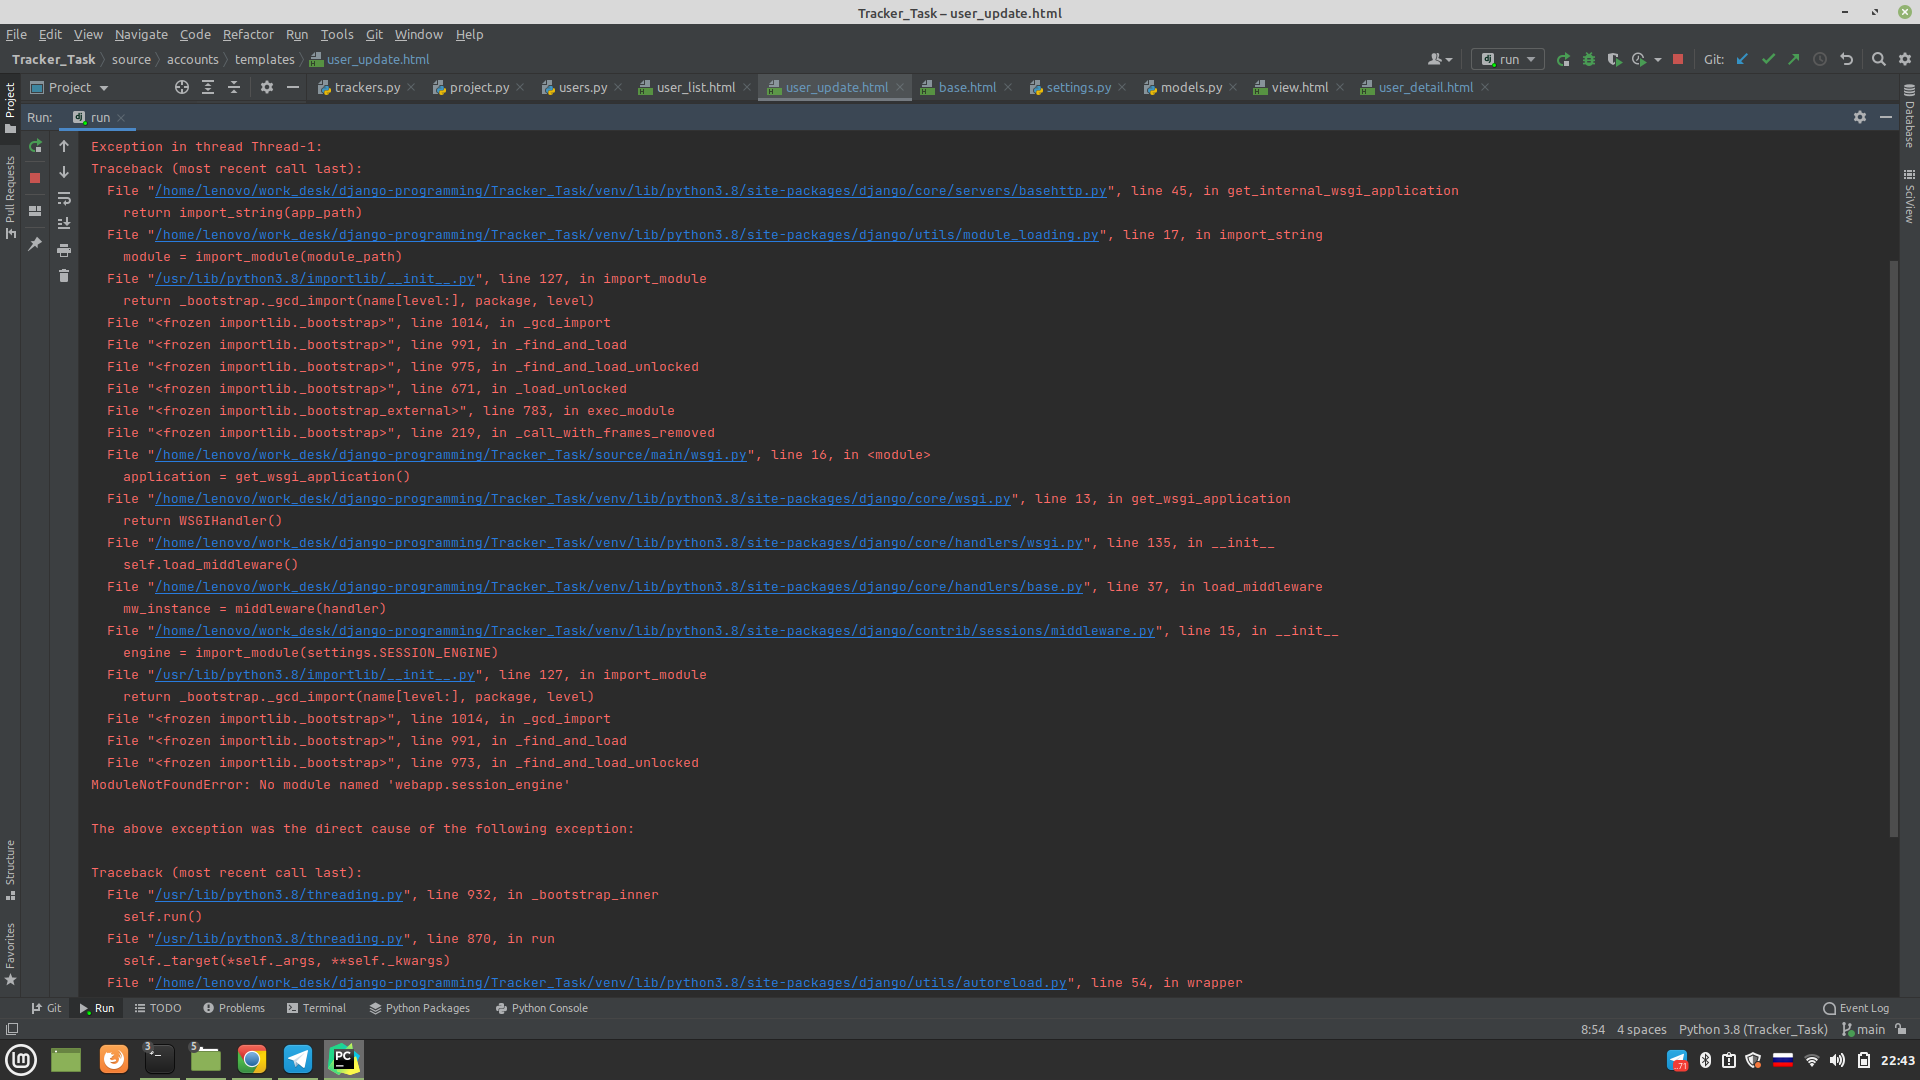 Tracker_Task – user_update.html
File Edit View Navigate Code Refactor Run Tools Git Window Help
Tracker_Task source accounts templates user_update.html run Git:
Project trackers.py project.py users.py user_list.html user_update.html base.html settings.py models.py view.html user_detail.html
Run: run
Project
Pull Requests
Structure
Favorites
Database
SciView
Exception in thread Thread-1:
Traceback (most recent call last):
File "/home/lenovo/work_desk/django-programming/Tracker_Task/venv/lib/python3.8/site-packages/django/core/servers/basehttp.py", line 45, in get_internal_wsgi_application
return import_string(app_path)
File "/home/lenovo/work_desk/django-programming/Tracker_Task/venv/lib/python3.8/site-packages/django/utils/module_loading.py", line 17, in import_string
module = import_module(module_path)
File "/usr/lib/python3.8/importlib/__init__.py", line 127, in import_module
return _bootstrap._gcd_import(name[level:], package, level)
File "<frozen importlib._bootstrap>", line 1014, in _gcd_import
File "<frozen importlib._bootstrap>", line 991, in _find_and_load
File "<frozen importlib._bootstrap>", line 975, in _find_and_load_unlocked
File "<frozen importlib._bootstrap>", line 671, in _load_unlocked
File "<frozen importlib._bootstrap_external>", line 783, in exec_module
File "<frozen importlib._bootstrap>", line 219, in _call_with_frames_removed
File "/home/lenovo/work_desk/django-programming/Tracker_Task/source/main/wsgi.py", line 16, in <module>
application = get_wsgi_application()
File "/home/lenovo/work_desk/django-programming/Tracker_Task/venv/lib/python3.8/site-packages/django/core/wsgi.py", line 13, in get_wsgi_application
return WSGIHandler()
File "/home/lenovo/work_desk/django-programming/Tracker_Task/venv/lib/python3.8/site-packages/django/core/handlers/wsgi.py", line 135, in __init__
self.load_middleware()
File "/home/lenovo/work_desk/django-programming/Tracker_Task/venv/lib/python3.8/site-packages/django/core/handlers/base.py", line 37, in load_middleware
mw_instance = middleware(handler)
File "/home/lenovo/work_desk/django-programming/Tracker_Task/venv/lib/python3.8/site-packages/django/contrib/sessions/middleware.py", line 15, in __init__
engine = import_module(settings.SESSION_ENGINE)
File "/usr/lib/python3.8/importlib/__init__.py", line 127, in import_module
return _bootstrap._gcd_import(name[level:], package, level)
File "<frozen importlib._bootstrap>", line 1014, in _gcd_import
File "<frozen importlib._bootstrap>", line 991, in _find_and_load
File "<frozen importlib._bootstrap>", line 973, in _find_and_load_unlocked
ModuleNotFoundError: No module named 'webapp.session_engine'
The above exception was the direct cause of the following exception:
Traceback (most recent call last):
File "/usr/lib/python3.8/threading.py", line 932, in _bootstrap_inner
self.run()
File "/usr/lib/python3.8/threading.py", line 870, in run
self._target(*self._args, **self._kwargs)
File "/home/lenovo/work_desk/django-programming/Tracker_Task/venv/lib/python3.8/site-packages/django/utils/autoreload.py", line 54, in wrapper
Git Run TODO Problems Terminal Python Packages Python Console Event Log
8:54 4 spaces Python 3.8 (Tracker_Task) main
3 5 PC 71 22:43